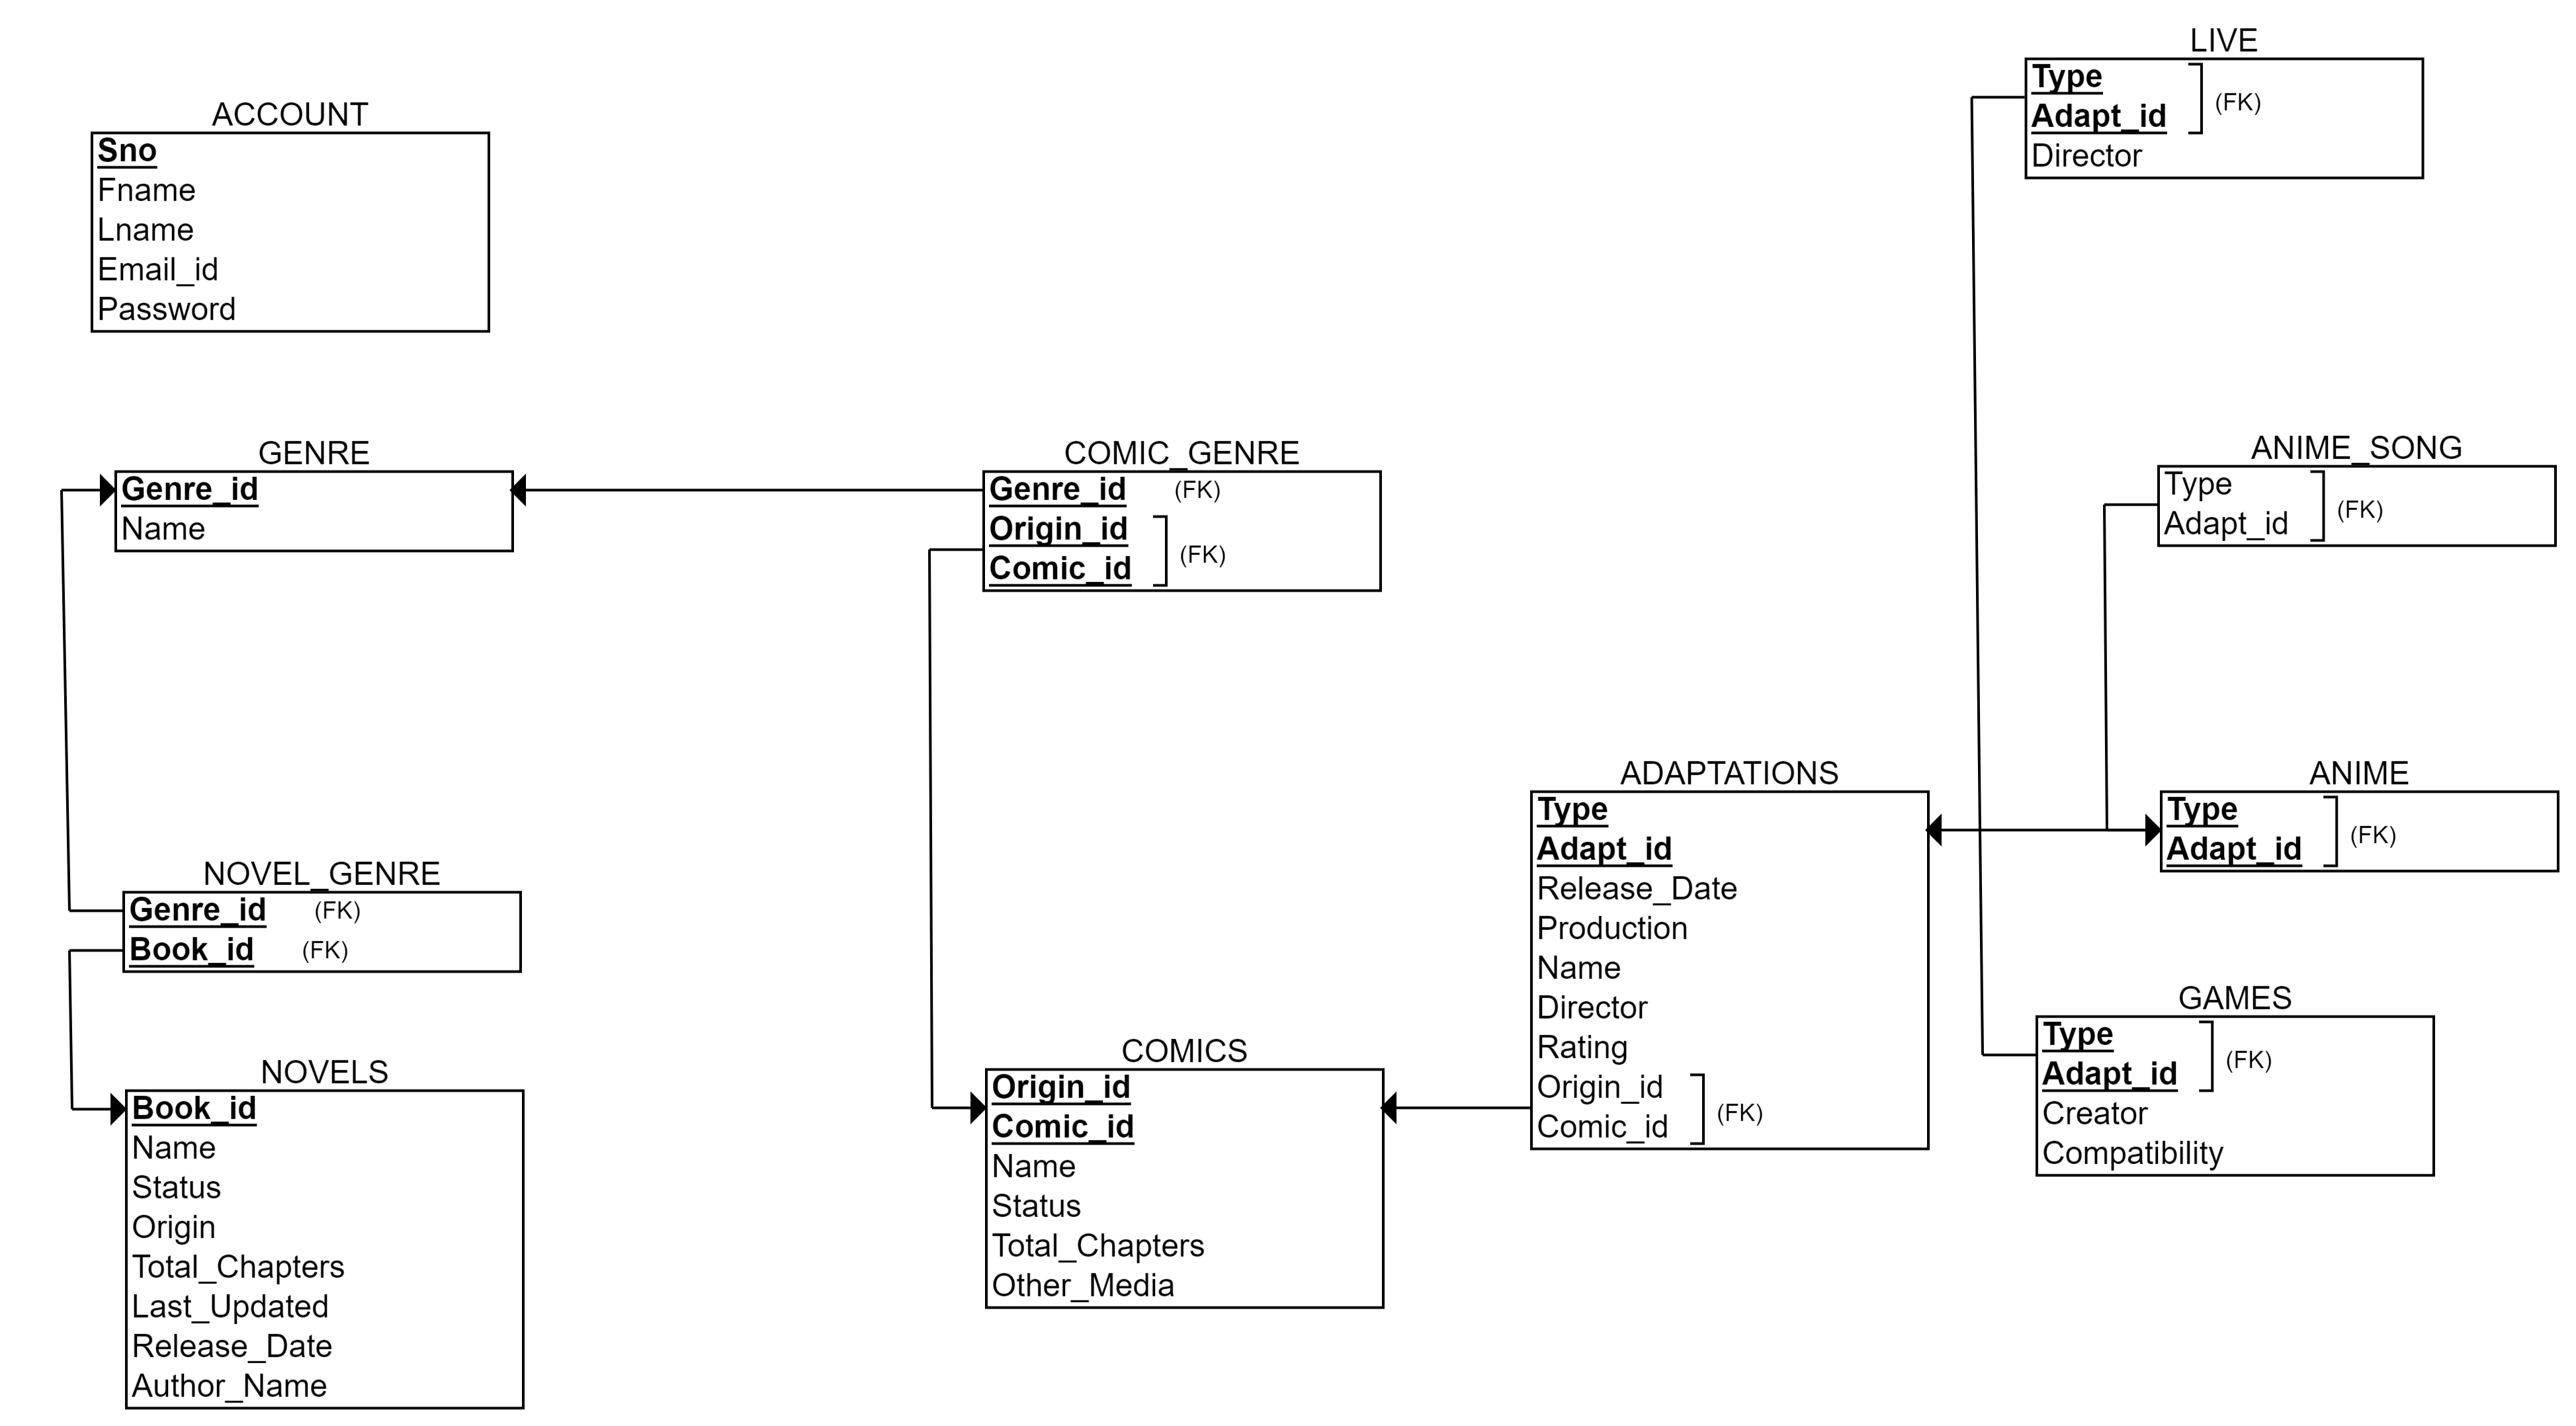 ACCOUNT
Sno
Fname
Lname
Email_id
Password
GENRE
Genre_id
Name
NOVEL_GENRE
Genre_id (FK)
Book_id (FK)
NOVELS
Book_id
Name
Status
Origin
Total_Chapters
Last_Updated
Release_Date
Author_Name
COMIC_GENRE
Genre_id (FK)
Origin_id
Comic_id
(FK)
COMICS
Origin_id
Comic_id
Name
Status
Total_Chapters
Other_Media
ADAPTATIONS
Type
Adapt_id
Release_Date
Production
Name
Director
Rating
Origin_id
Comic_id
(FK)
LIVE
Type
Adapt_id
(FK)
Director
ANIME_SONG
Type
Adapt_id
(FK)
ANIME
Type
Adapt_id
(FK)
GAMES
Type
Adapt_id
(FK)
Creator
Compatibility